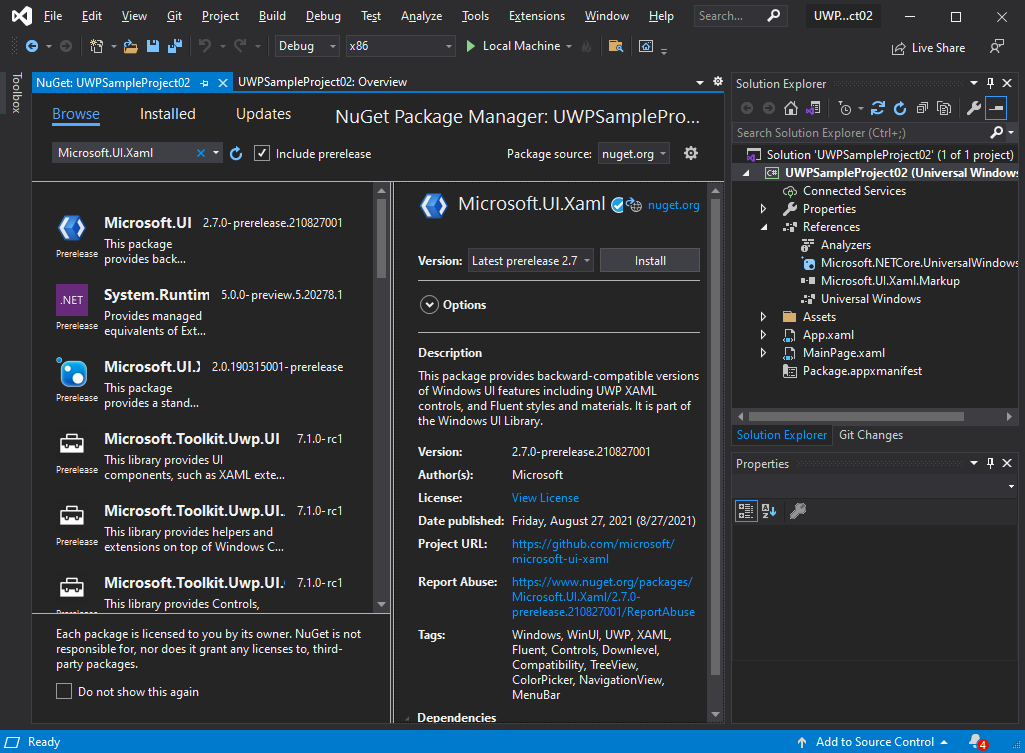 File Edit View Git Project Build Debug Test Analyze Tools Extensions Window Help Search... UWP...ct02
Debug x86 Local Machine Live Share
Toolbox
NuGet: UWPSampleProject02 UWPSampleProject02: Overview
Browse Installed Updates NuGet Package Manager: UWPSamplePro...
Microsoft.UI.Xaml Include prerelease Package source: nuget.org
Microsoft.UI 2.7.0-prerelease.210827001
Prerelease
This package
provides back...
.NET
System.Runtim 5.0.0-preview.5.20278.1
Prerelease
Provides managed
equivalents of Ext...
Microsoft.UI.X 2.0.190315001-prerelease
Prerelease
This package
provides a stand...
Microsoft.Toolkit.Uwp.UI 7.1.0-rc1
Prerelease
This library provides UI
components, such as XAML exte...
Microsoft.Toolkit.Uwp.UI. 7.1.0-rc1
Prerelease
This library provides helpers and
extensions on top of Windows C...
Microsoft.Toolkit.Uwp.UI. 7.1.0-rc1
Prerelease
This library provides Controls,
Each package is licensed to you by its owner. NuGet is not
responsible for, nor does it grant any licenses to, third-
party packages.
Do not show this again
Microsoft.UI.Xaml nuget.org
Version: Latest prerelease 2.7 Install
Options
Description
This package provides backward-compatible versions
of Windows UI features including UWP XAML
controls, and Fluent styles and materials. It is part of
the Windows UI Library.
Version: 2.7.0-prerelease.210827001
Author(s): Microsoft
License: View License
Date published: Friday, August 27, 2021 (8/27/2021)
Project URL: https://github.com/microsoft/
microsoft-ui-xaml
Report Abuse: https://www.nuget.org/packages/
Microsoft.UI.Xaml/2.7.0-
prerelease.210827001/ReportAbuse
Tags: Windows, WinUI, UWP, XAML,
Fluent, Controls, Downlevel,
Compatibility, TreeView,
ColorPicker, NavigationView,
MenuBar
Dependencies
Solution Explorer
Search Solution Explorer (Ctrl+;)
Solution 'UWPSampleProject02' (1 of 1 project)
C# UWPSampleProject02 (Universal Windows
Connected Services
Properties
References
Analyzers
Microsoft.NETCore.UniversalWindows
Microsoft.UI.Xaml.Markup
Universal Windows
Assets
App.xaml
MainPage.xaml
Package.appxmanifest
Solution Explorer Git Changes
Properties
Ready Add to Source Control 4